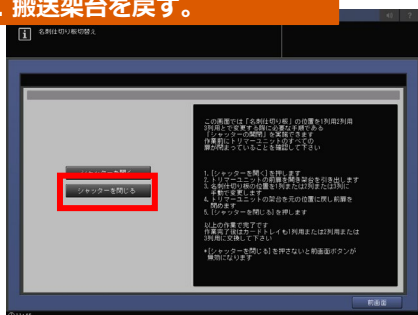 . 搬送架台を戻す。
名刺仕切り板切替え
この画面では「名刺仕切り板」の位置を1列用2列用
3列用とで変更する際に必要な手順である
「シャッターの開閉」を実施できます
作業前にトリマーユニットのすべての
扉が閉まっていることを確認して下さい
シャッターを開く
シャッターを閉じる
1. [シャッターを開く]を押します
2. トリマーユニットの前扉を開き架台を引き出します
3. 名刺仕切板の位置を1列または2列または3列に
手動で変更します
4. トリマーユニットの架台を元の位置に戻し前扉を
閉めます
5. [シャッターを閉じる]を押します
以上の作業で完了です
作業完了後はカードトレイも1列用または2列用または
3列用に交換して下さい
*[シャッターを閉じる]を押さないと前画面ボタンが
無効になります
前画面